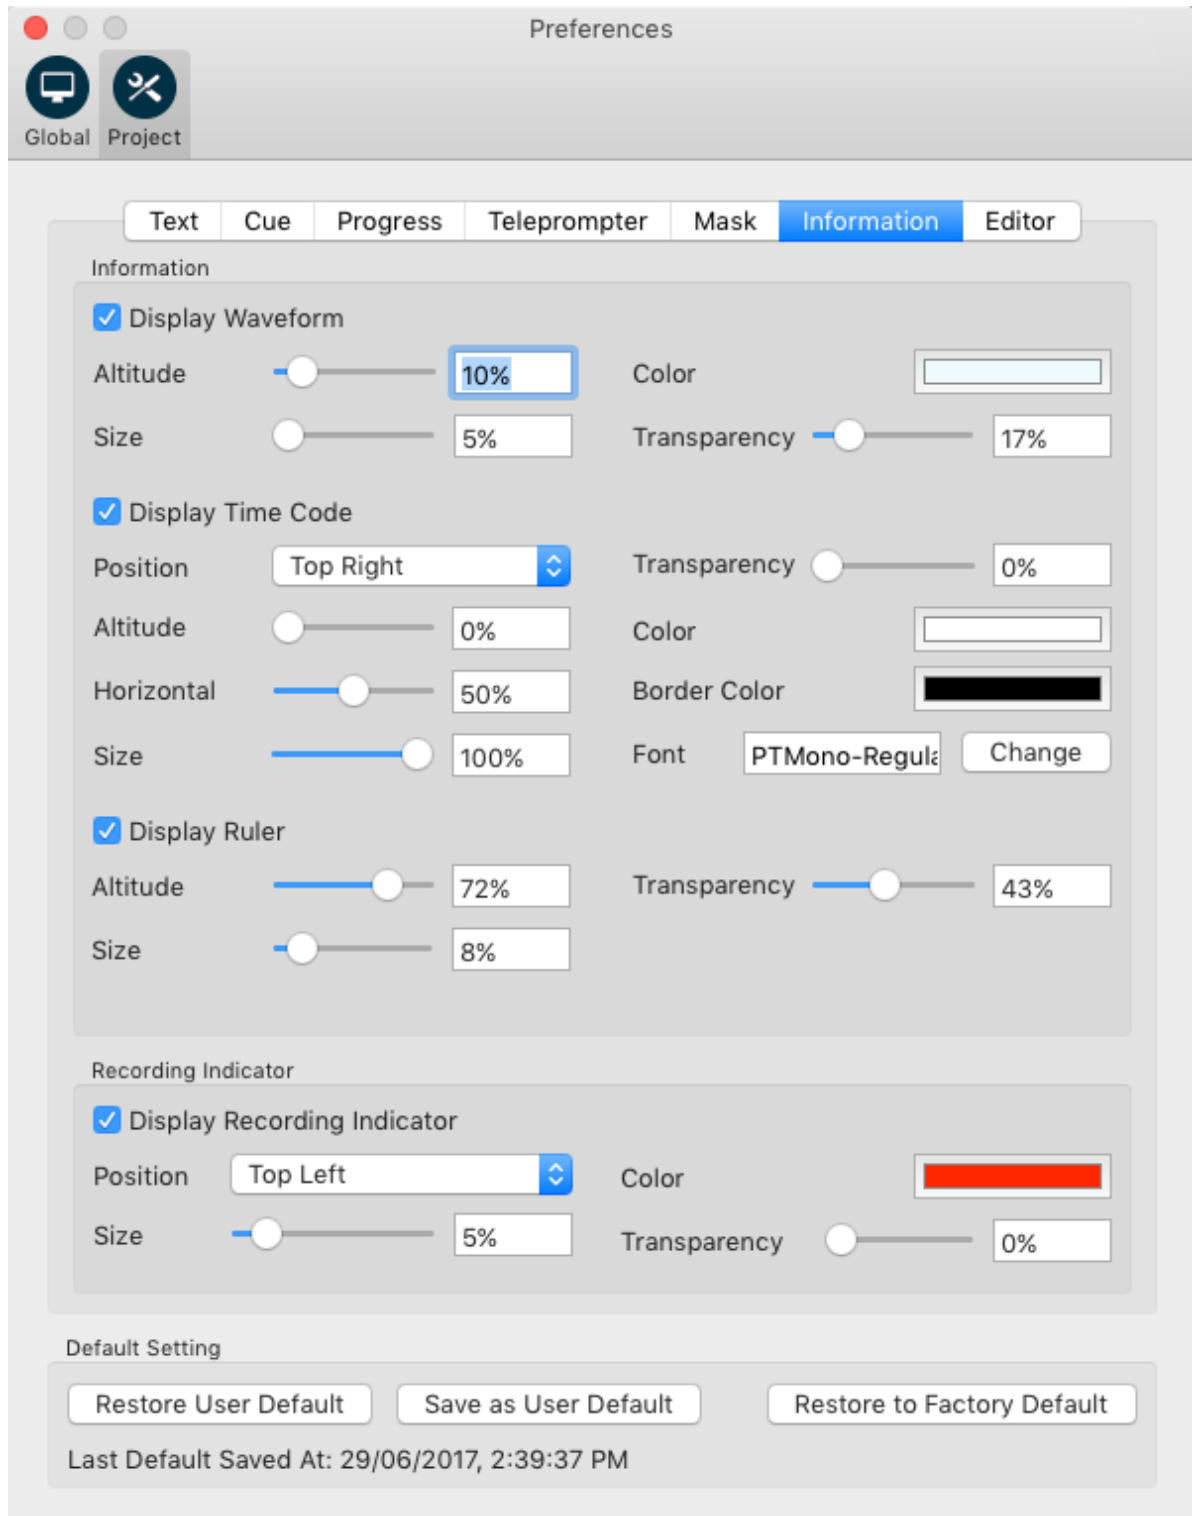 Preferences
Global Project
Text Cue Progress Teleprompter Mask Information Editor
Information
Display Waveform
Altitude 10% Color
Size 5% Transparency 17%
Display Time Code
Position Top Right Transparency 0%
Altitude 0% Color
Horizontal 50% Border Color
Size 100% Font PTMono-Regula Change
Display Ruler
Altitude 72% Transparency 43%
Size 8%
Recording Indicator
Display Recording Indicator
Position Top Left Color
Size 5% Transparency 0%
Default Setting
Restore User Default Save as User Default Restore to Factory Default
Last Default Saved At: 29/06/2017, 2:39:37 PM